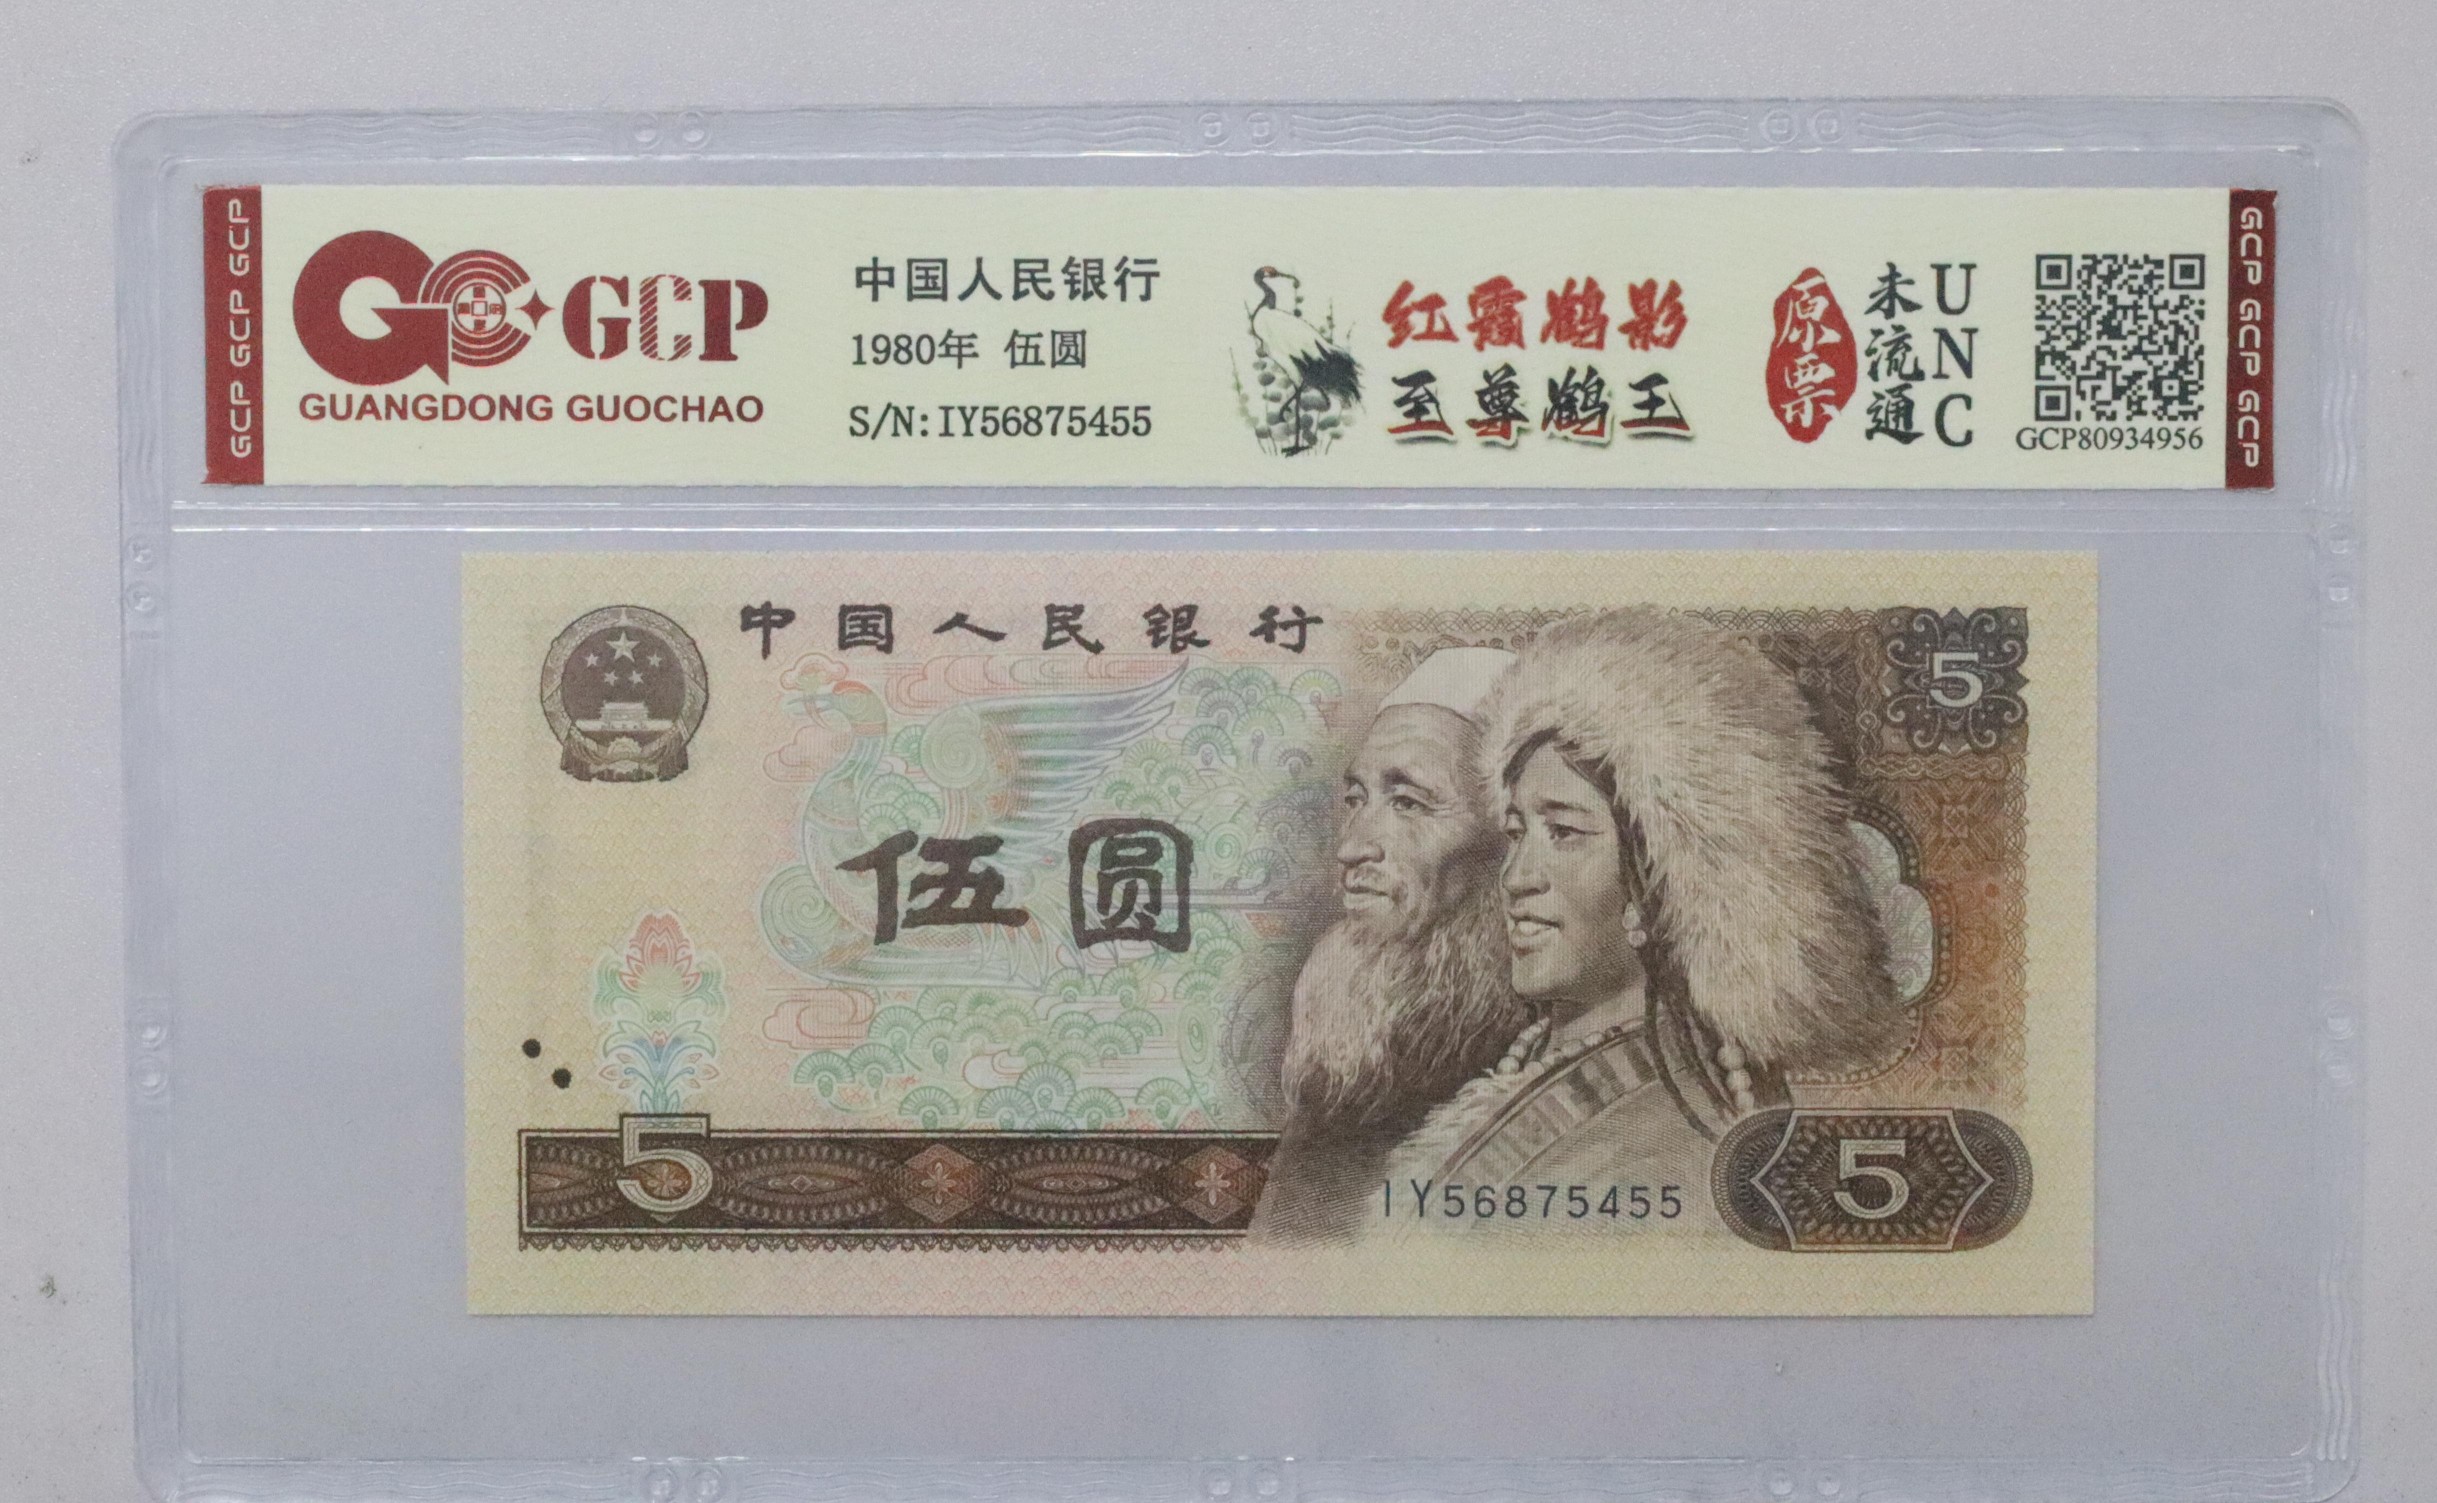 GCP GCP GCP
GCP
GUANGDONG GUOCHAO
中国人民银行
1980年 伍圆
S/N:IY56875455
红霞鹤影
至尊鹤王
原票
未流通
UNC
GCP80934956
GCP GCP GCP
中国人民银行
5
伍圆
5
IY56875455
5